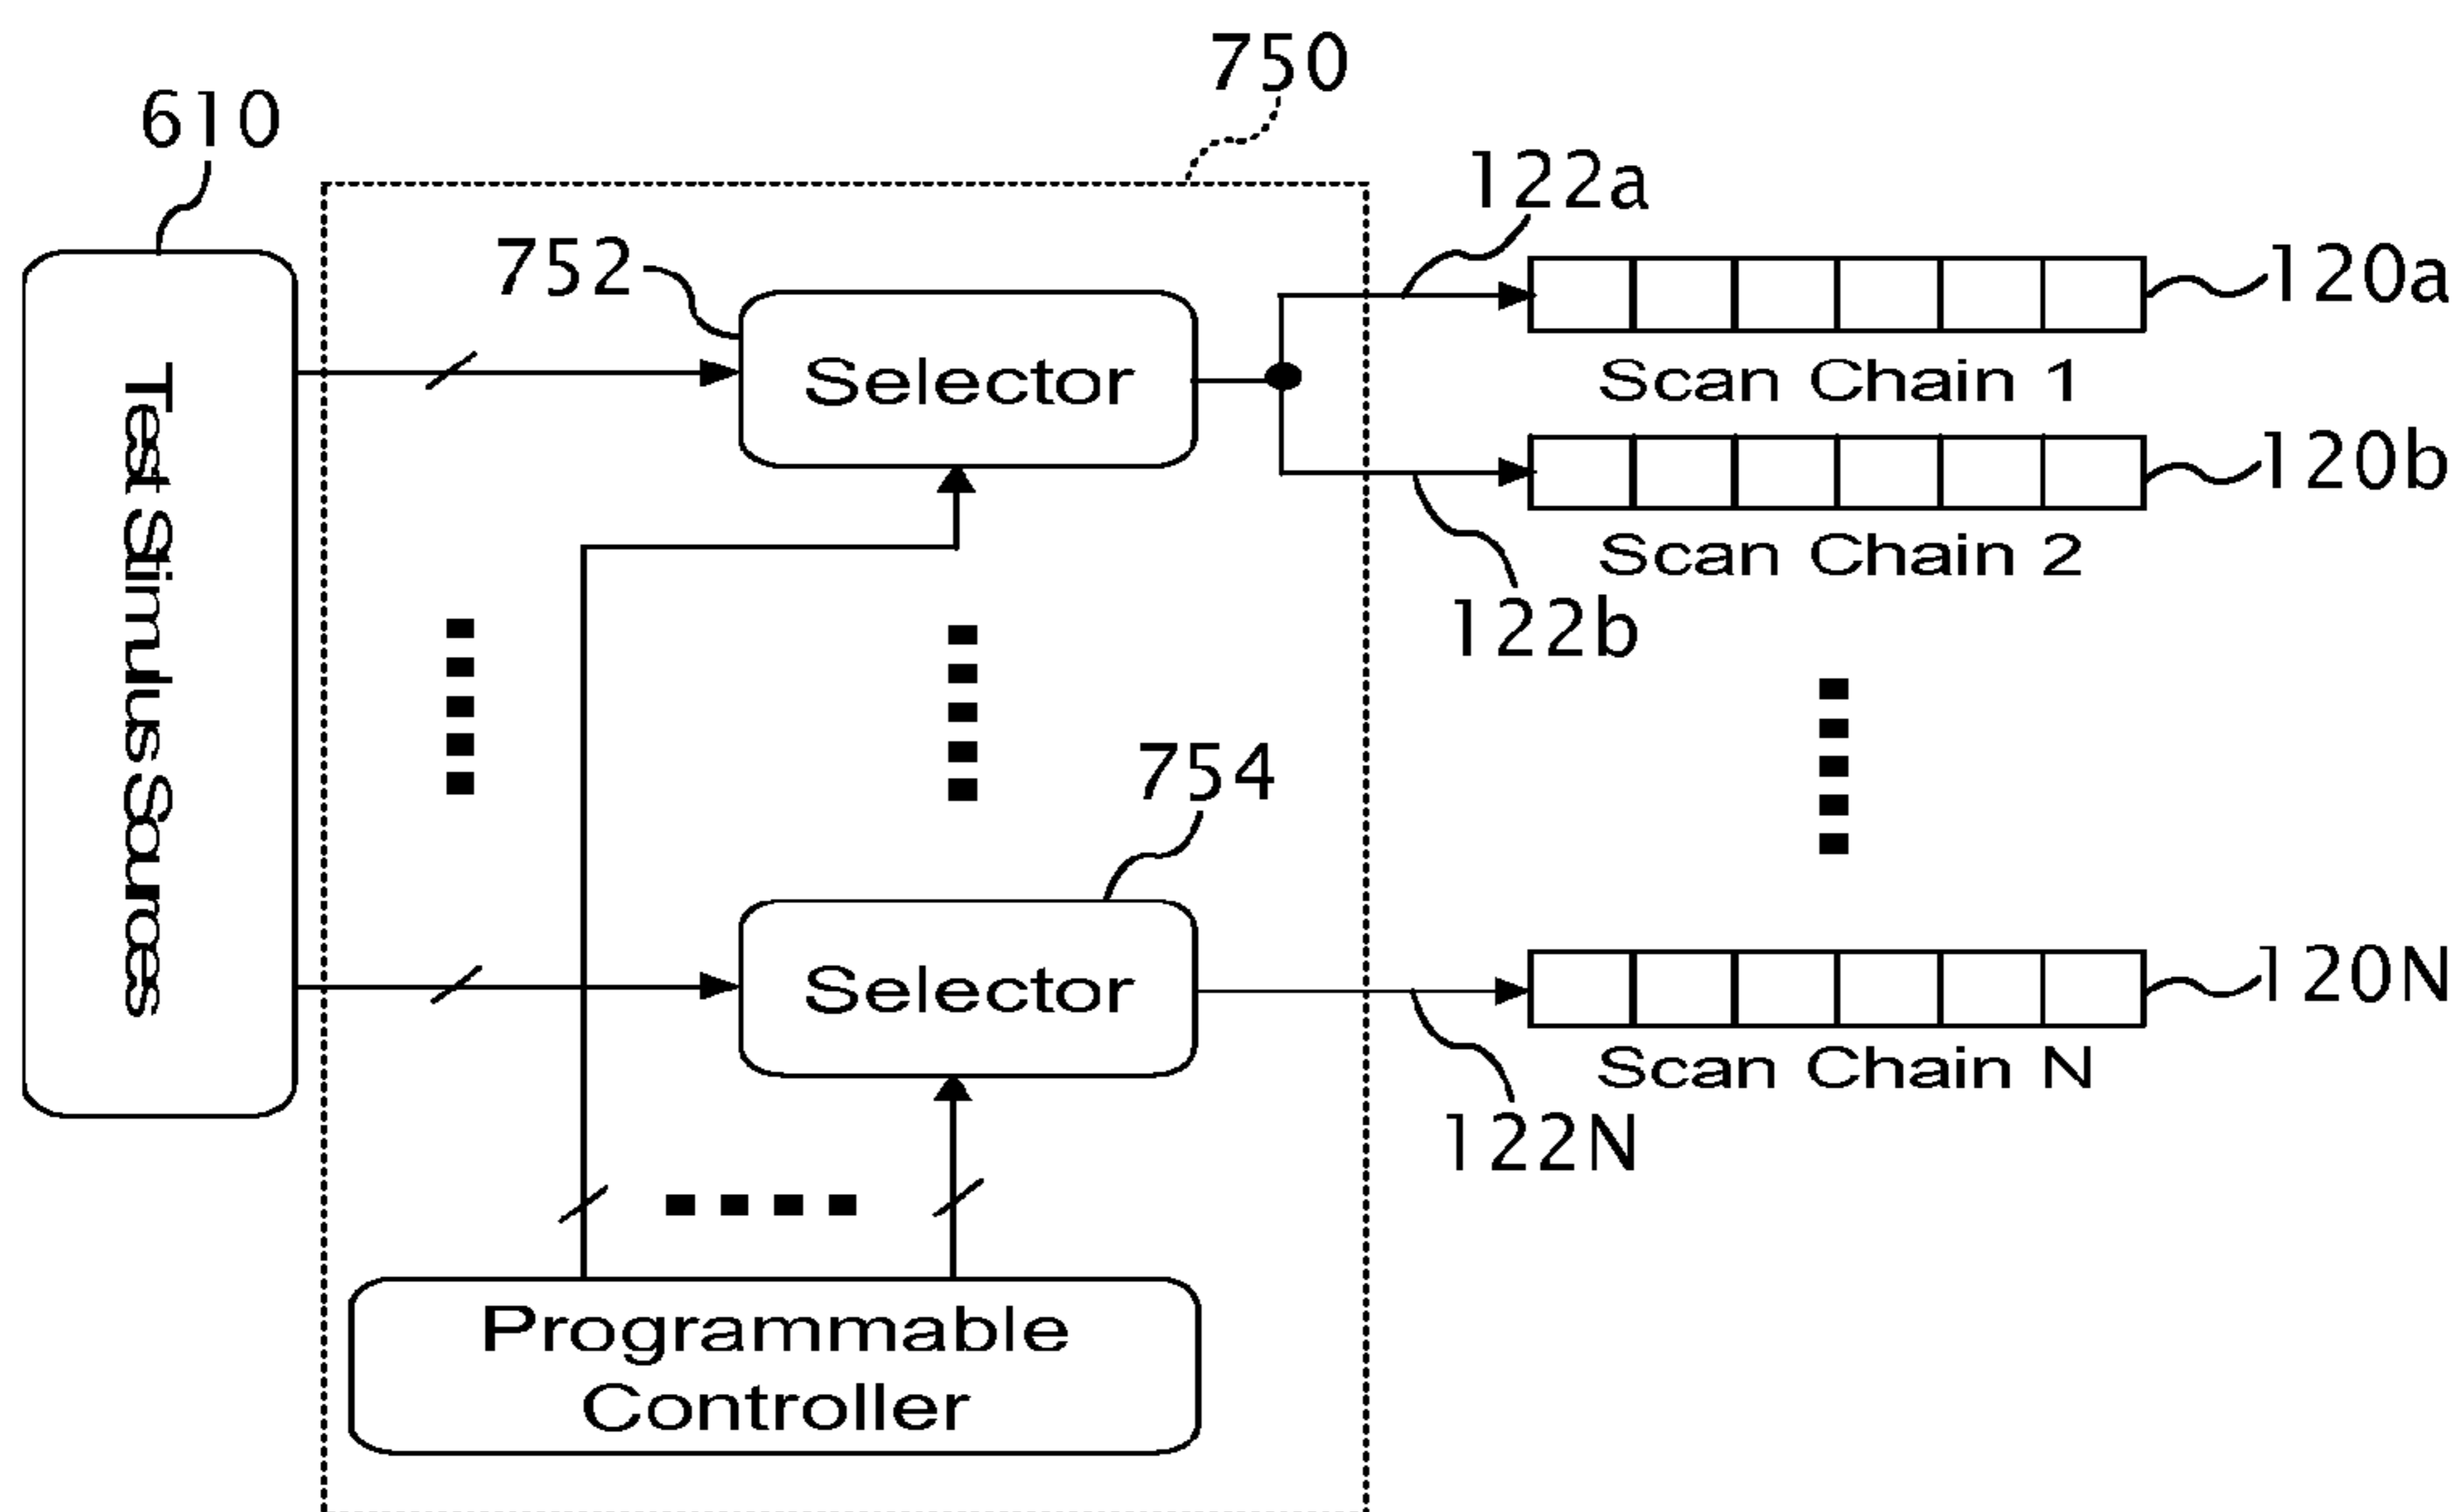 750
610
122a
120a
752
Selector
Scan Chain 1
120b
Scan Chain 2
122b
Test Stimulus Sources
754
Selector
120N
Scan Chain N
122N
Programmable
Controller